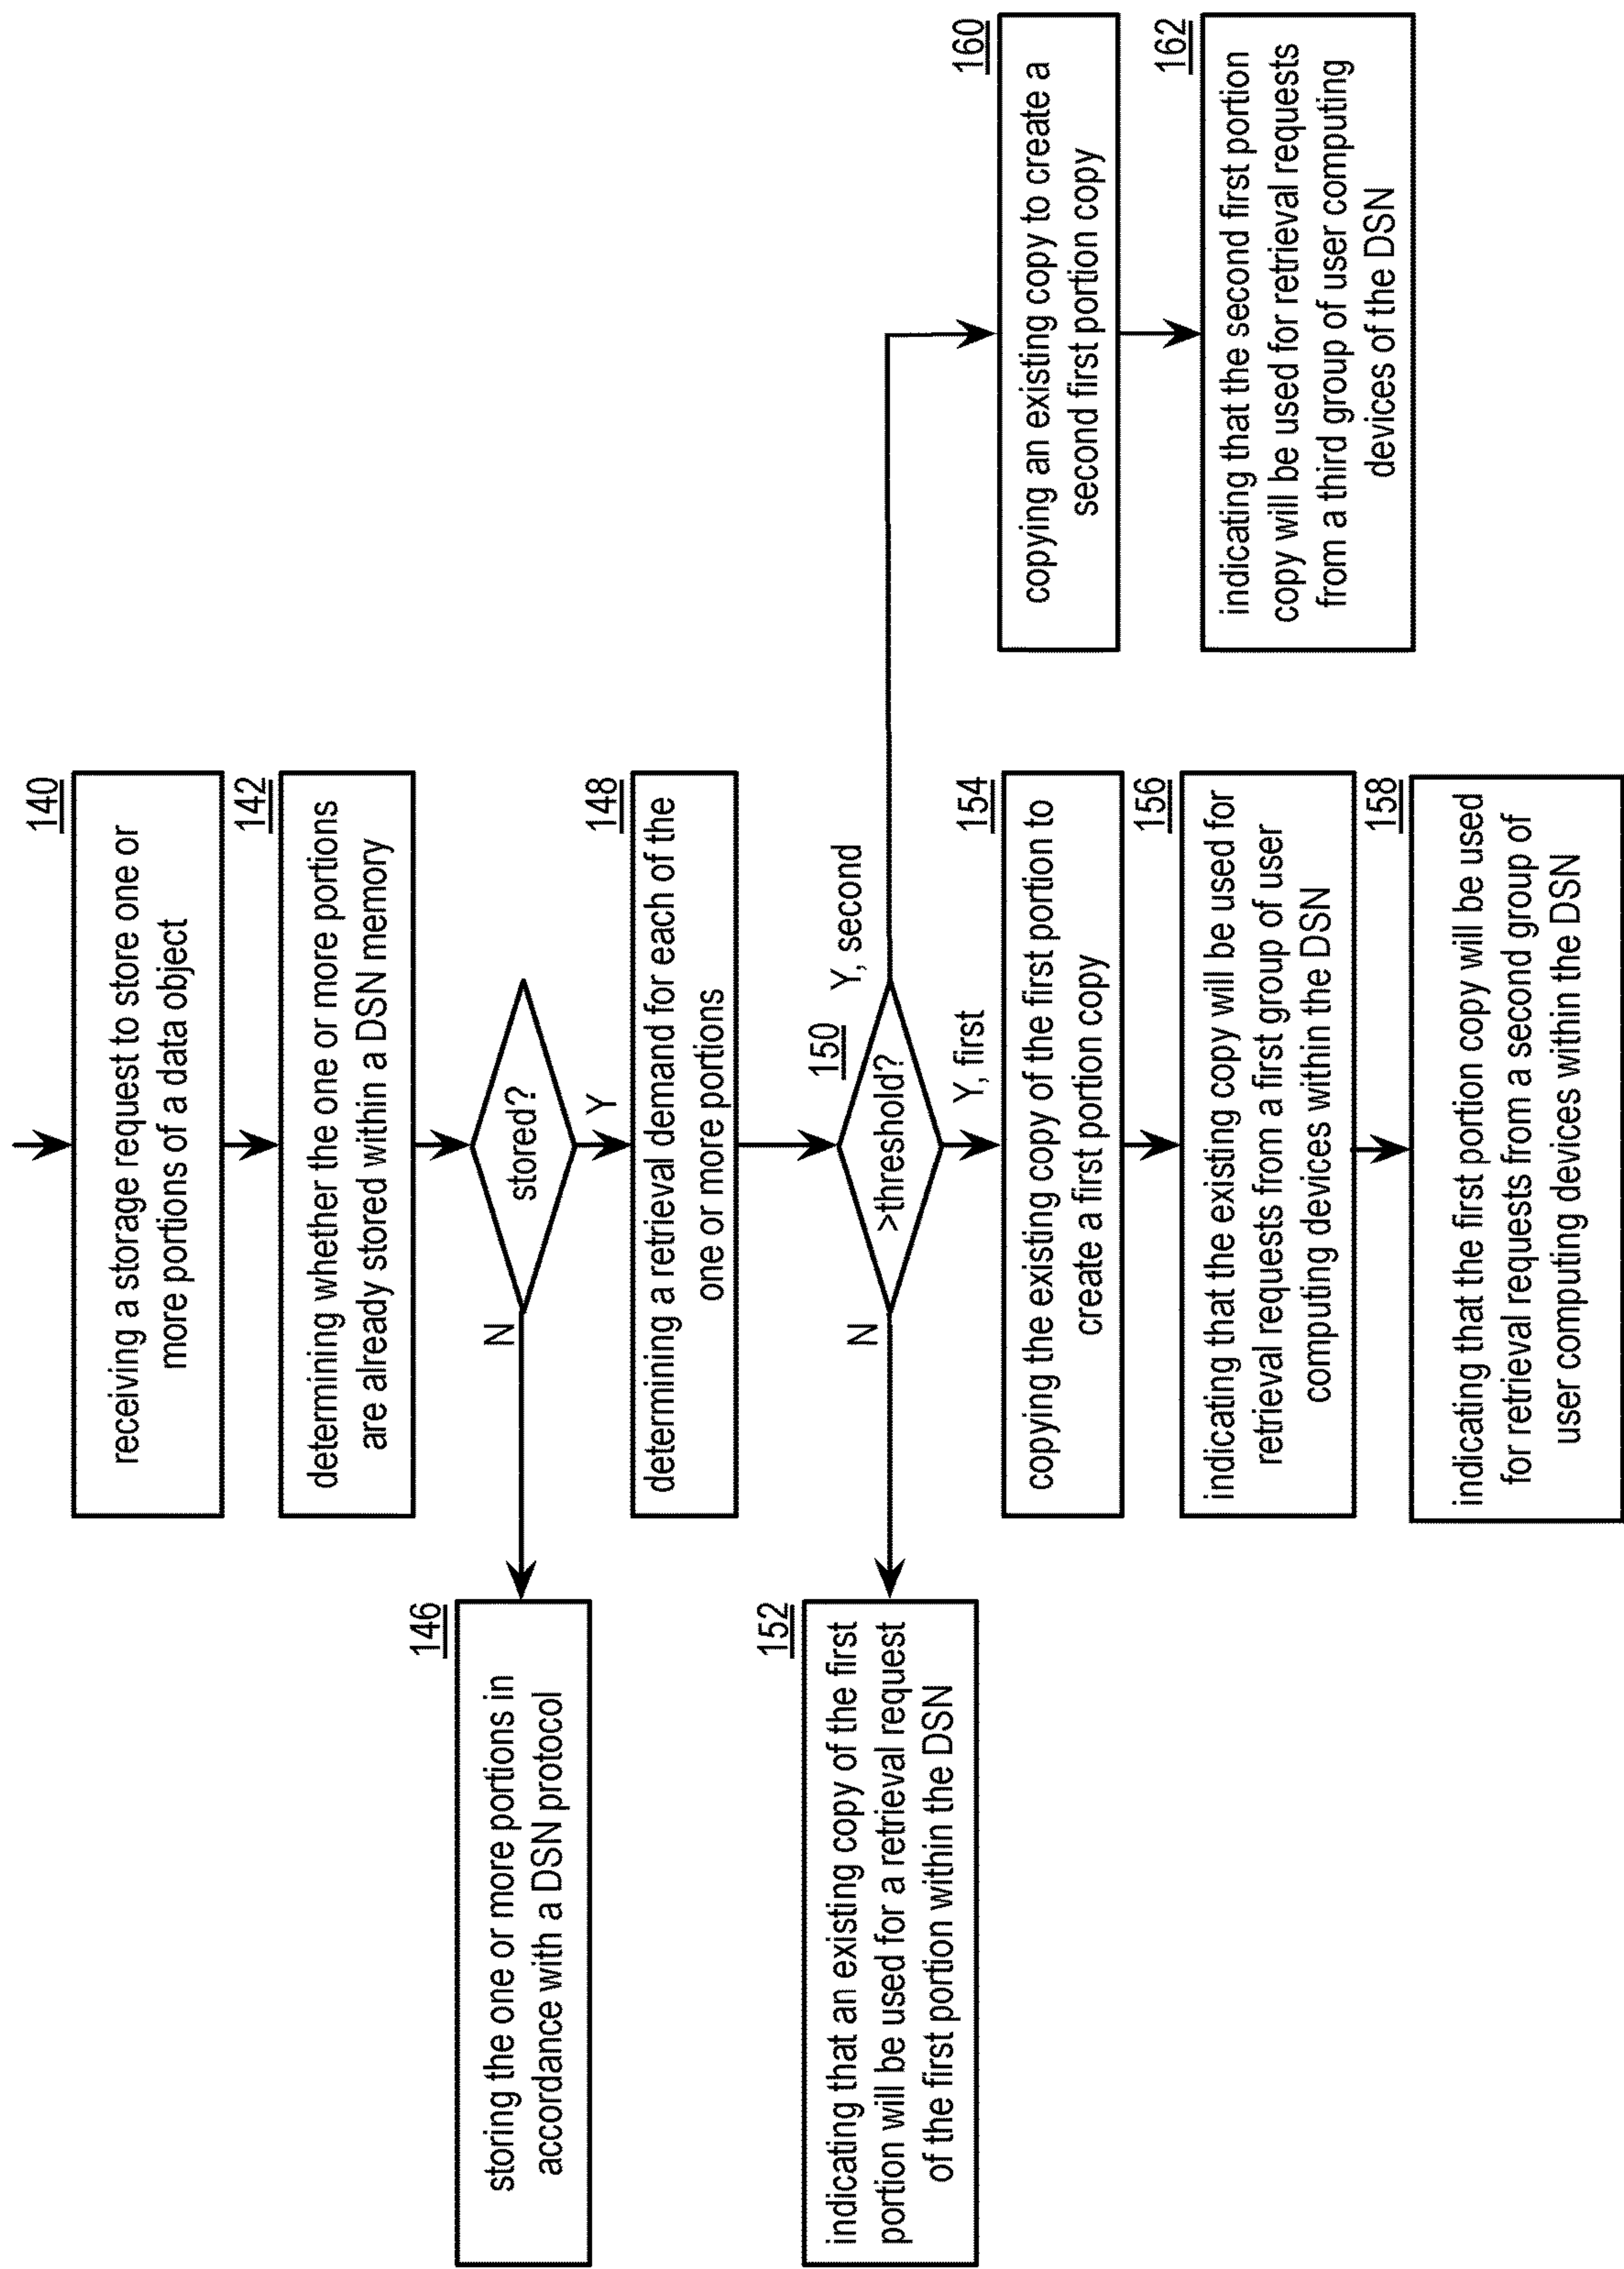 140
receiving a storage request to store one or
more portions of a data object
142
determining whether the one or more portions
are already stored within a DSN memory
stored?
N
Y
146
storing the one or more portions in
accordance with a DSN protocol
148
determining a retrieval demand for each of the
one or more portions
150
>threshold?
N
Y, first
Y, second
152
indicating that an existing copy of the first
portion will be used for a retrieval request
of the first portion within the DSN
154
copying the existing copy of the first portion to
create a first portion copy
156
indicating that the existing copy will be used for
retrieval requests from a first group of user
computing devices within the DSN
158
indicating that the first portion copy will be used
for retrieval requests from a second group of
user computing devices within the DSN
160
copying an existing copy to create a
second first portion copy
162
indicating that the second first portion
copy will be used for retrieval requests
from a third group of user computing
devices of the DSN